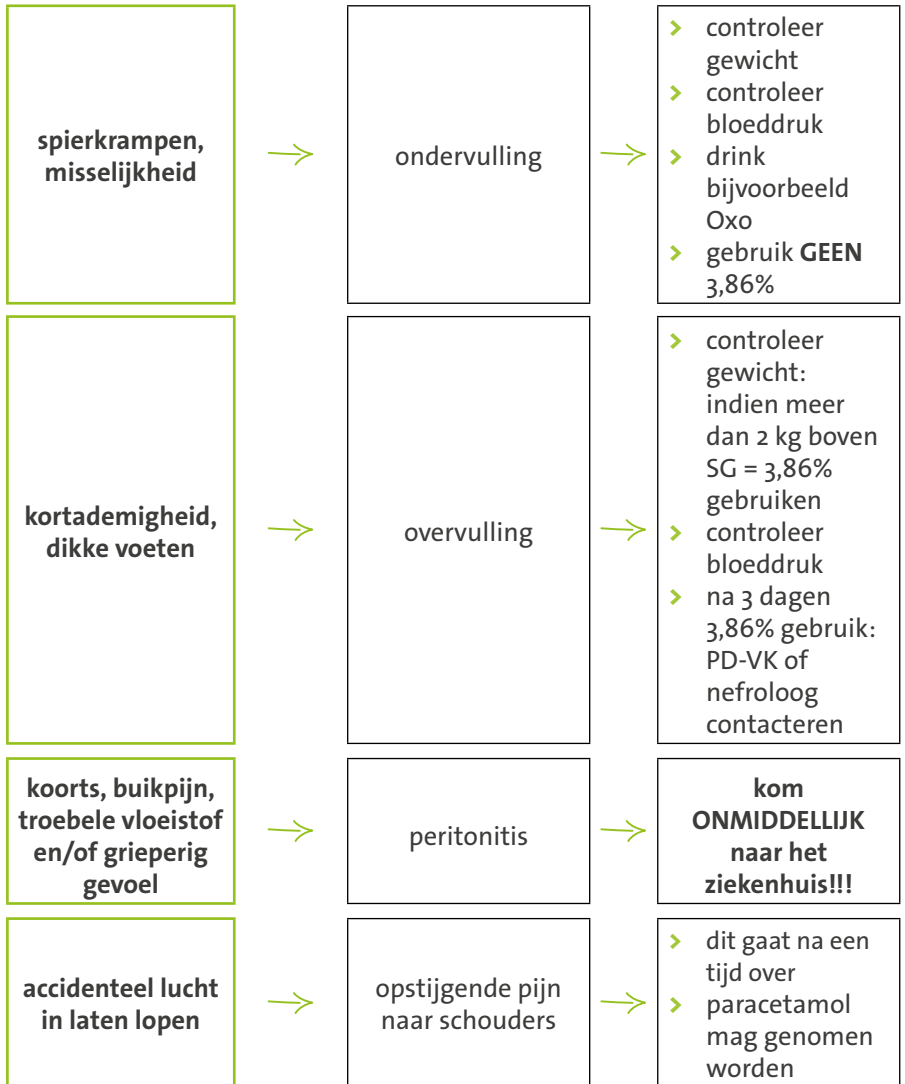 spierkrampen,
misselijkheid
ondervulling
> controleer
gewicht
> controleer
bloeddruk
> drink
bijvoorbeeld
Oxo
> gebruik GEEN
3,86%
kortademigheid,
dikke voeten
overvulling
> controleer
gewicht:
indien meer
dan 2 kg boven
SG = 3,86%
gebruiken
> controleer
bloeddruk
> na 3 dagen
3,86% gebruik:
PD-VK of
nefroloog
contacteren
koorts, buikpijn,
troebele vloeistof
en/of grieperig
gevoel
peritonitis
kom
ONMIDDELLIJK
naar het
ziekenhuis!!!
accidenteel lucht
in laten lopen
opstijgende pijn
naar schouders
> dit gaat na een
tijd over
> paracetamol
mag genomen
worden